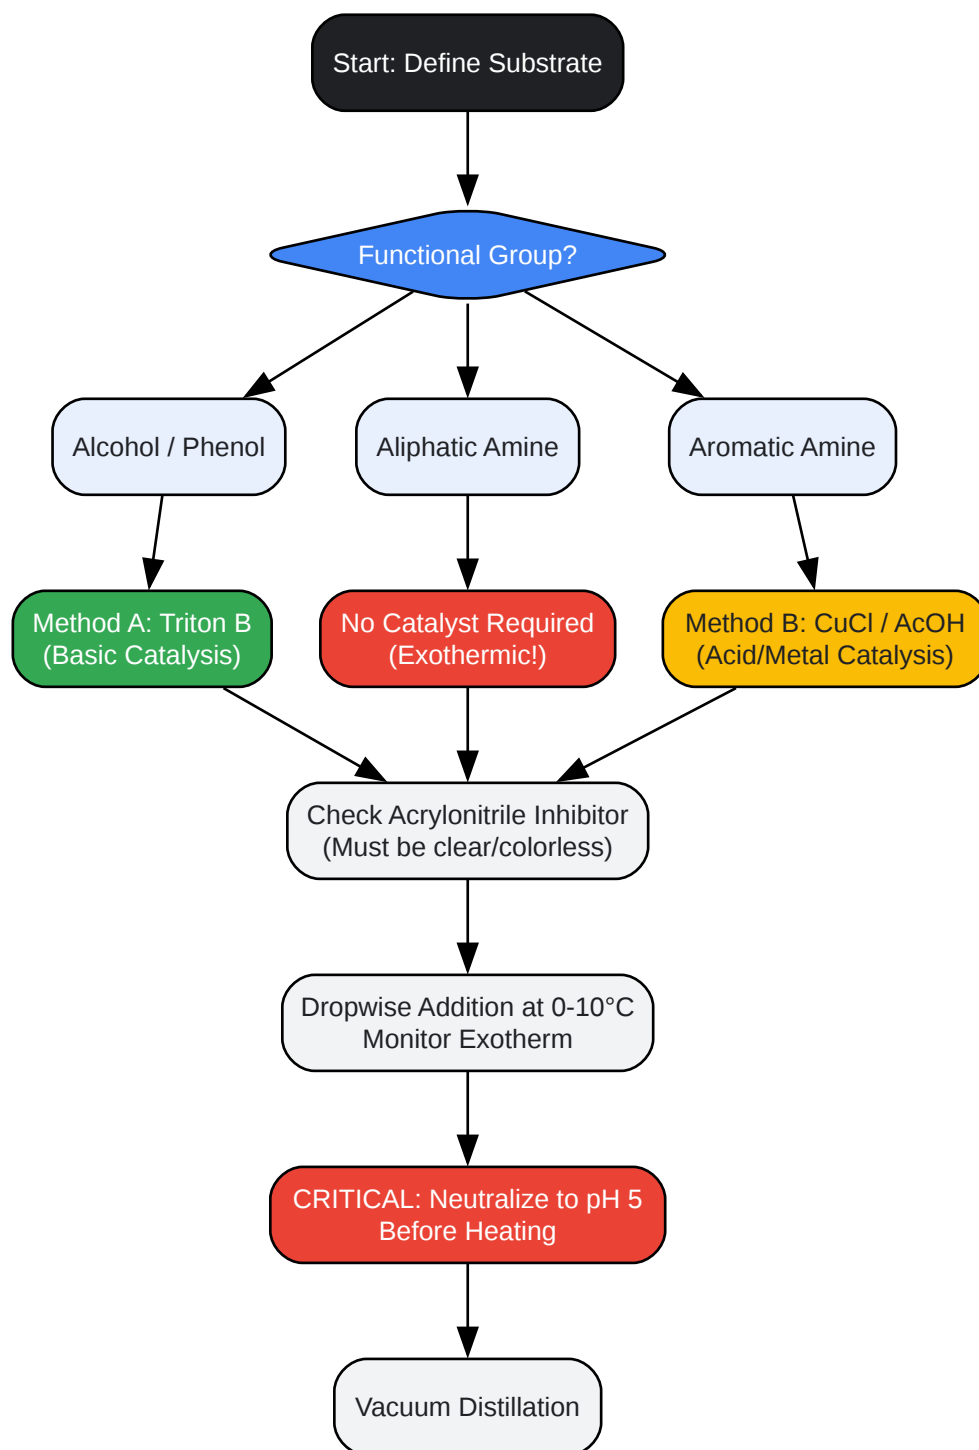 Start: Define Substrate
Functional Group?
Alcohol / Phenol
Aliphatic Amine
Aromatic Amine
Method A: Triton B
(Basic Catalysis)
No Catalyst Required
(Exothermic!)
Method B: CuCl / AcOH
(Acid/Metal Catalysis)
Check Acrylonitrile Inhibitor
(Must be clear/colorless)
Dropwise Addition at 0-10°C
Monitor Exotherm
CRITICAL: Neutralize to pH 5
Before Heating
Vacuum Distillation